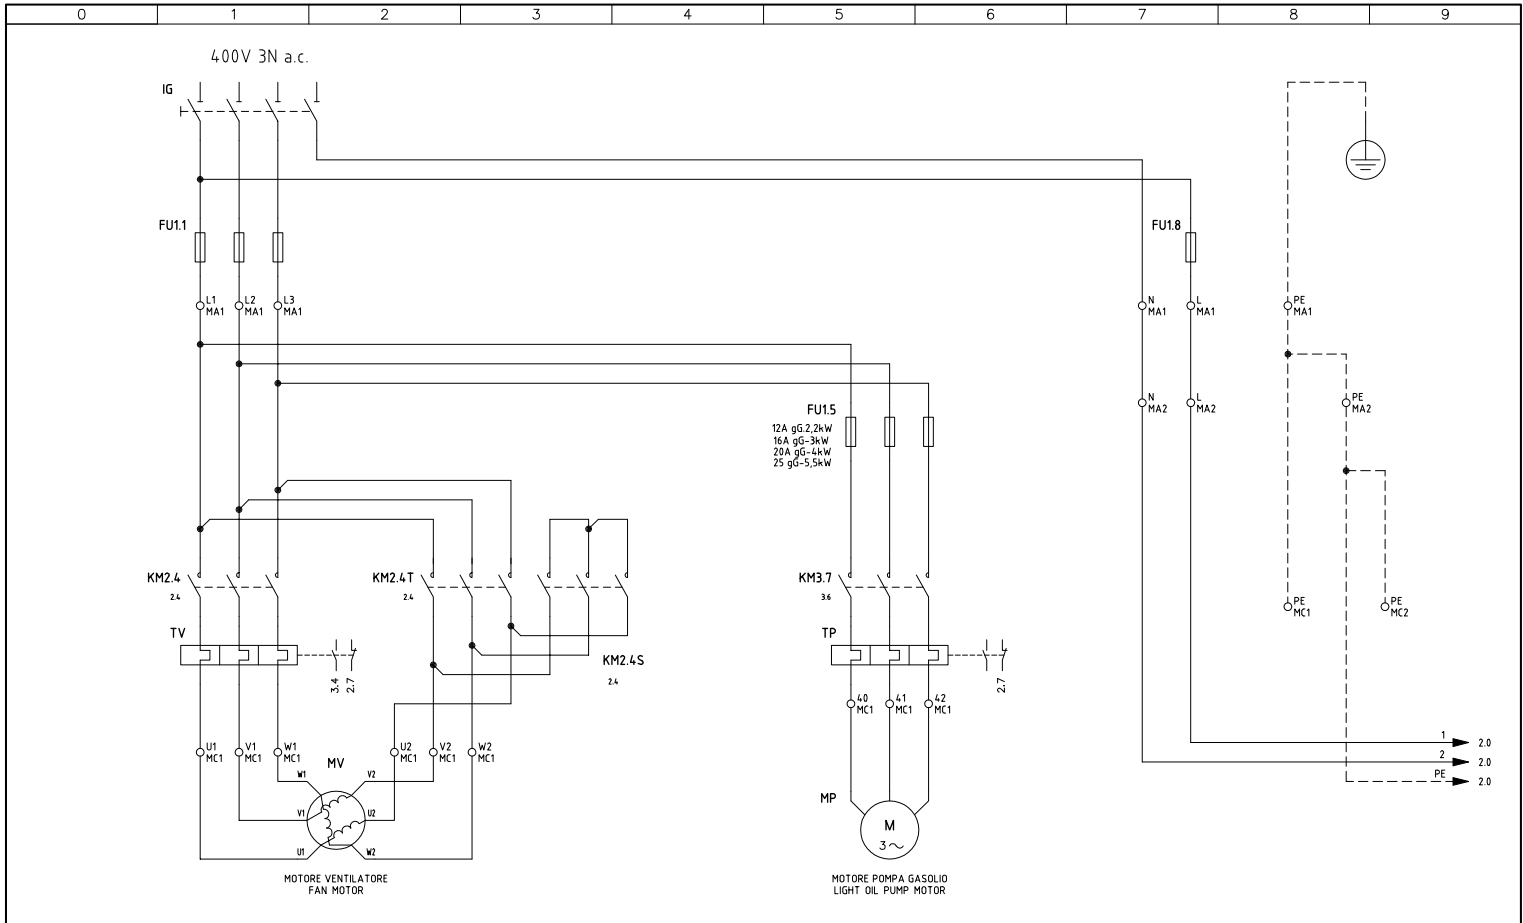 0 1 2 3 4 5 6 7 8 9
400V 3N a.c.
IG
FU1.1
FU1.8
L1
MA1
L2
MA1
L3
MA1
N
MA1
L
MA1
PE
MA1
N
MA2
L
MA2
PE
MA2
FU1.5
12A gG.2,2kW
16A gG-3kW
20A gG-4kW
25 gG-5,5kW
KM2.4
2.4
KM2.4T
2.4
KM3.7
3.6
PE
MC1
PE
MC2
TV
TP
KM2.4S
2.4
3.4
2.7
2.7
40
MC1
41
MC1
42
MC1
U1
MC1
V1
MC1
W1
MC1
U2
MC1
V2
MC1
W2
MC1
1 2.0
2 2.0
PE 2.0
MV
W1
V2
V1
U2
U1
W2
MP
M
3~
MOTORE VENTILATORE
FAN MOTOR
MOTORE POMPA GASOLIO
LIGHT OIL PUMP MOTOR